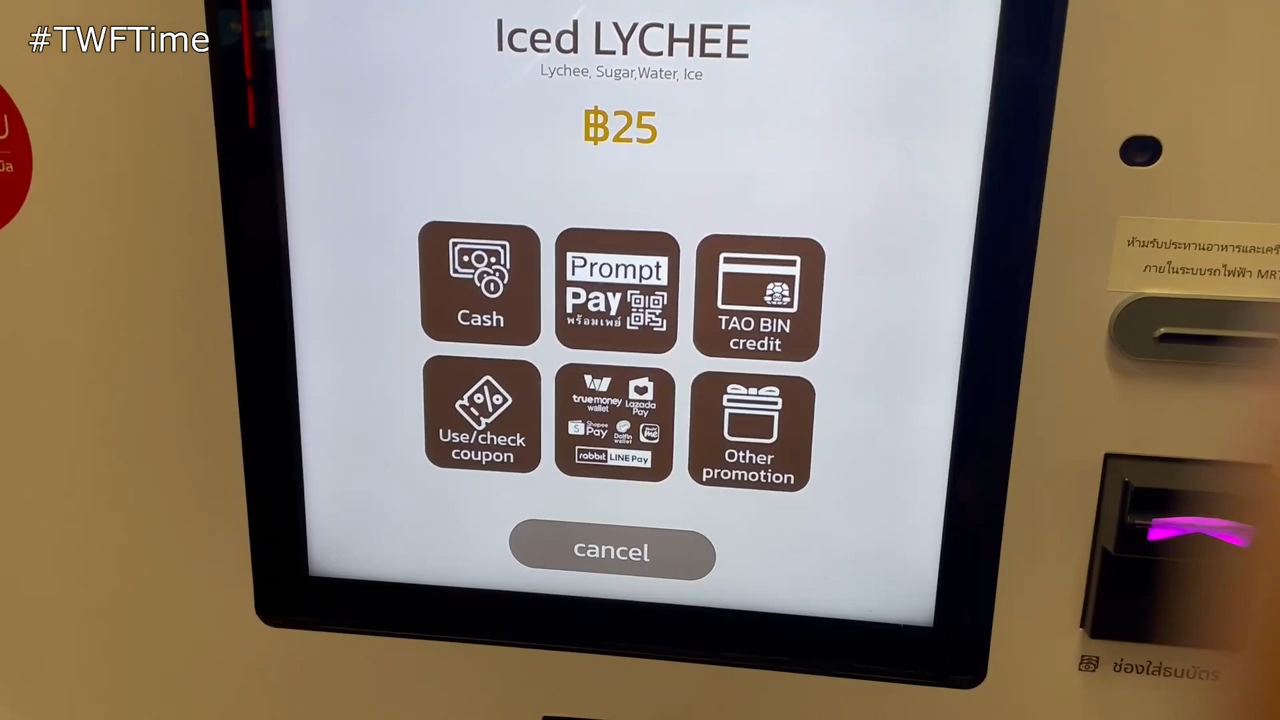 #TWFTime
Iced LYCHEE
Lychee, Sugar,Water, Ice
฿25
Cash
Prompt
Pay
พร้อมเพย์
TAO BIN
credit
Use/check
coupon
truemoney
wallet
Lazada
Pay
Shopee
Pay
Dolfin
wallet
me
rabbit LINE Pay
Other
promotion
cancel
ห้ามรับประทานอาหารและเครื
ภายในระบบรถไฟฟ้า MRT
ช่องใส่ธนบัตร